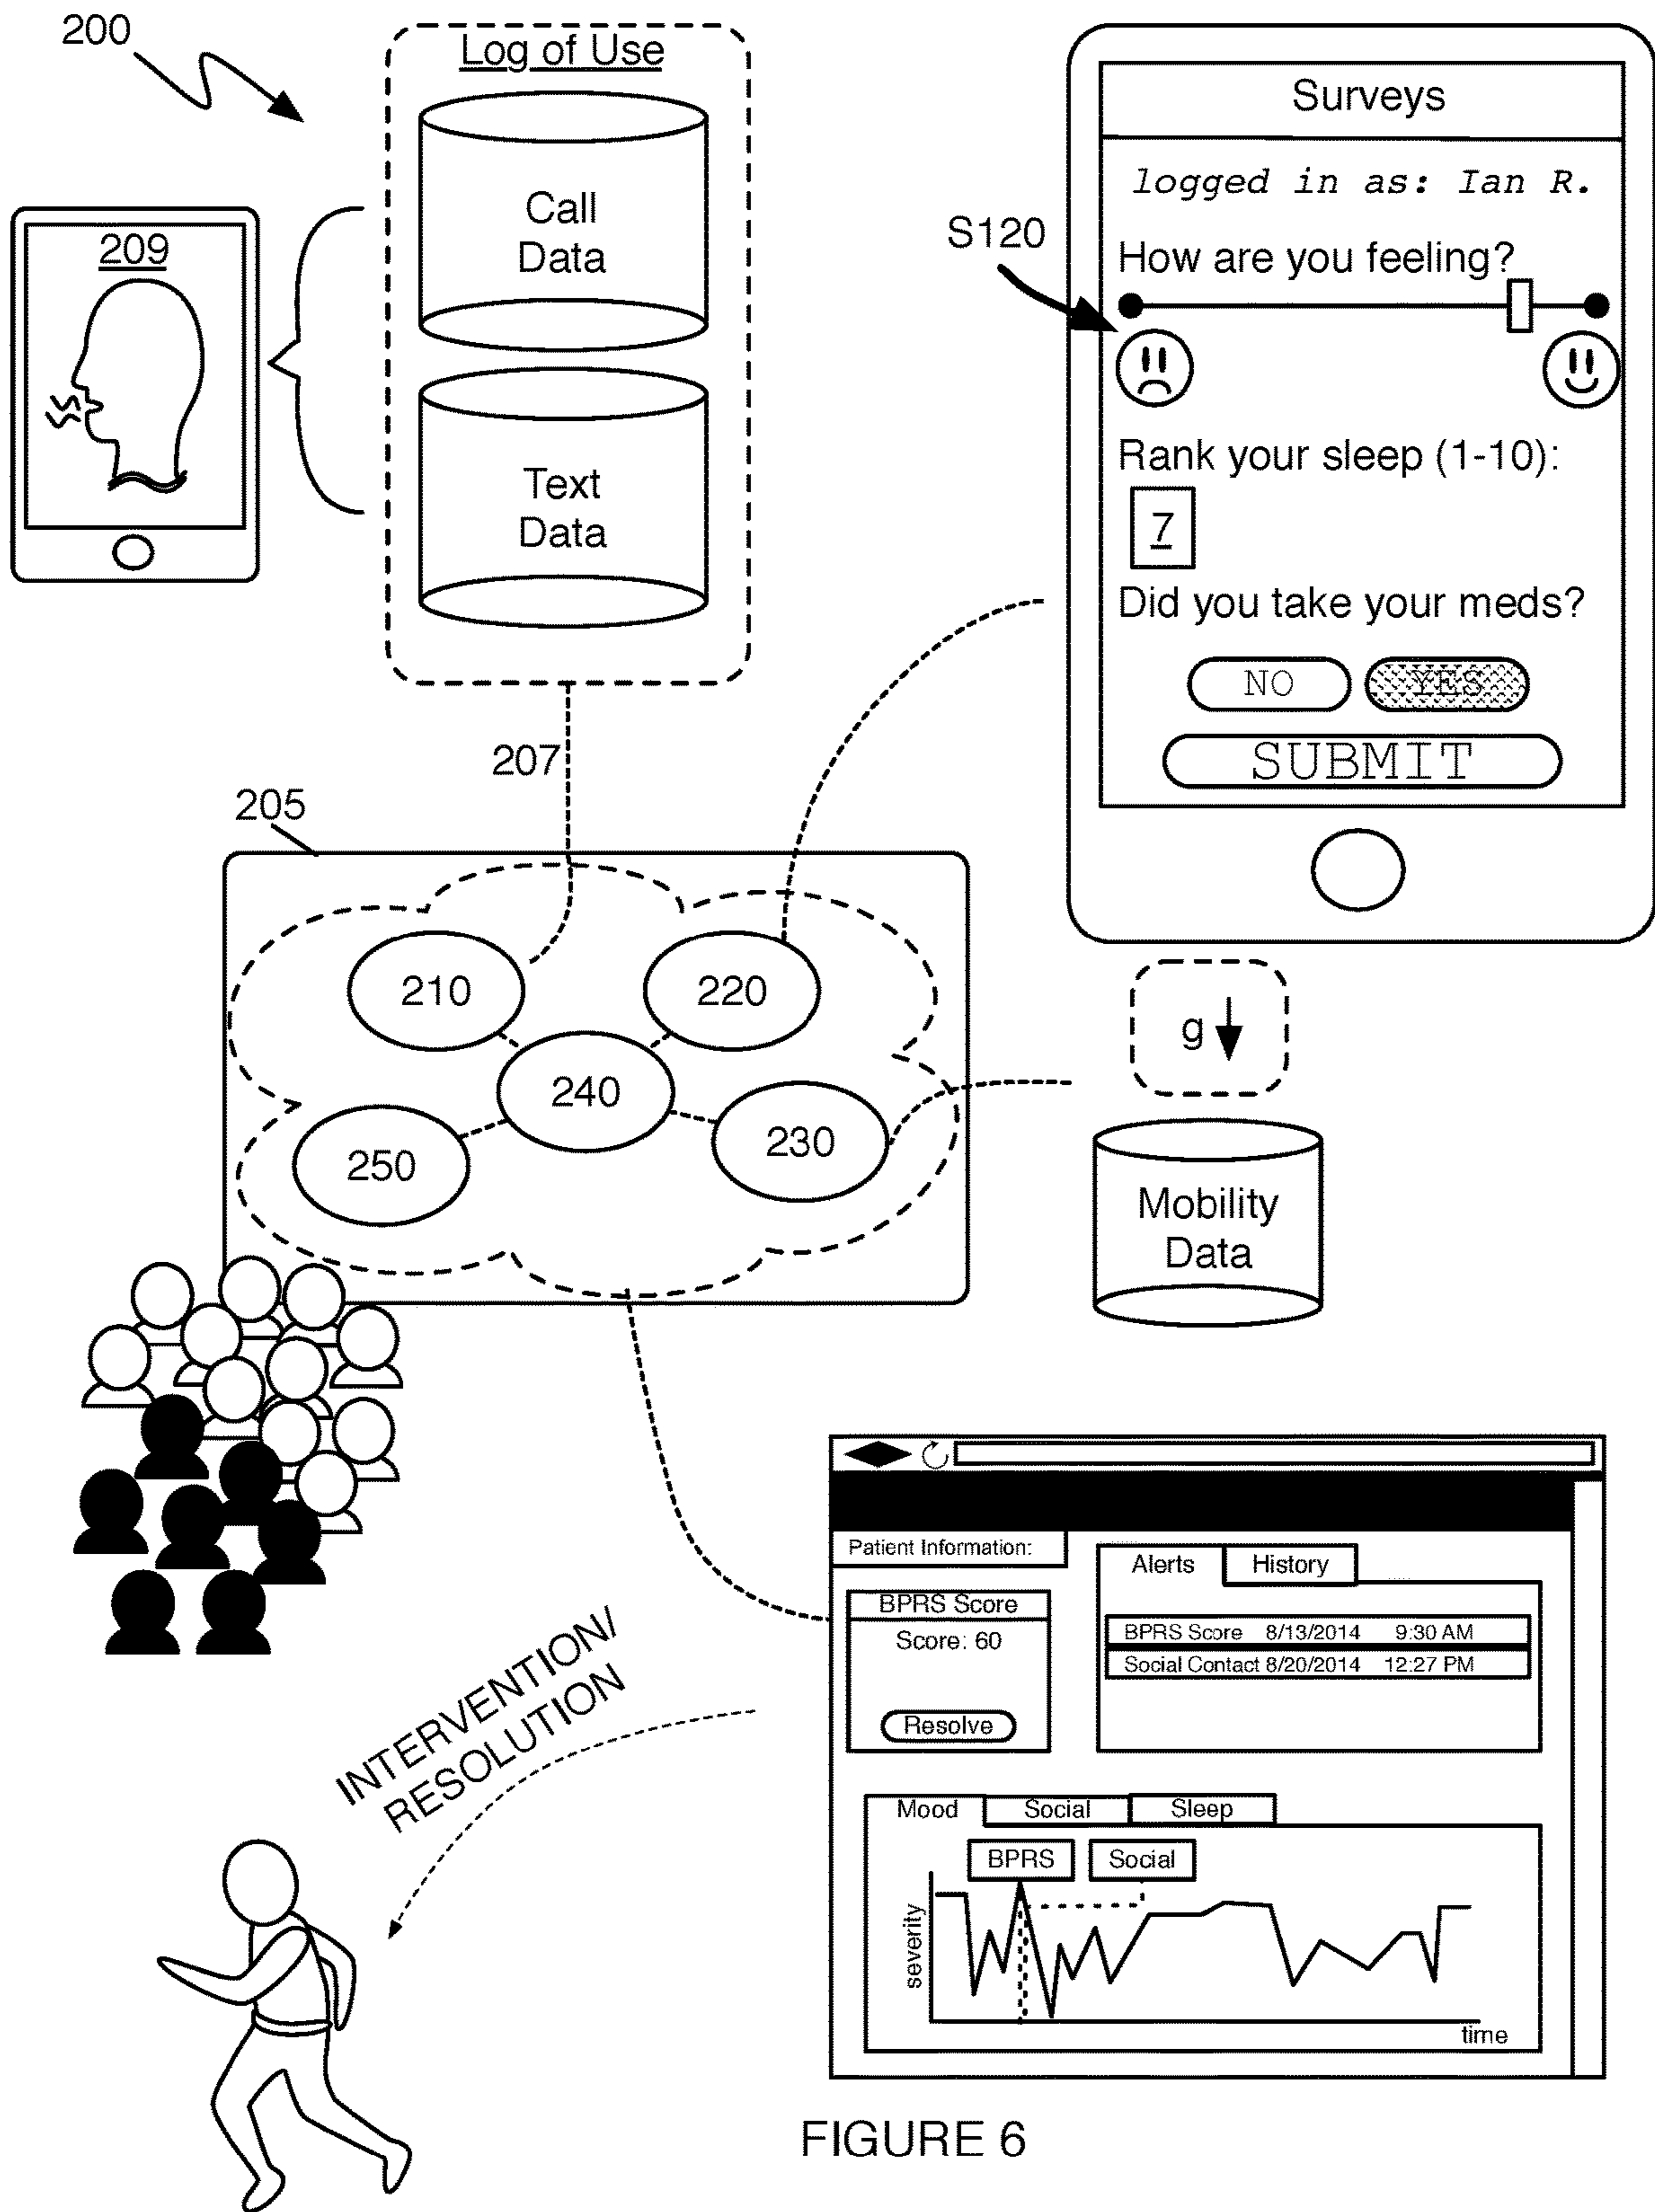 200
Log of Use
Call
Data
Text
Data
209
Surveys
logged in as: Ian R.
S120
How are you feeling?
Rank your sleep (1-10):
7
Did you take your meds?
NO
YES
SUBMIT
207
205
210
220
240
250
230
g
Mobility
Data
Patient Information:
BPRS Score
Score: 60
Resolve
Alerts
History
BPRS Score 8/13/2014 9:30 AM
Social Contact 8/20/2014 12:27 PM
INTERVENTION/
RESOLUTION
Mood
Social
Sleep
BPRS
Social
severity
time
FIGURE 6